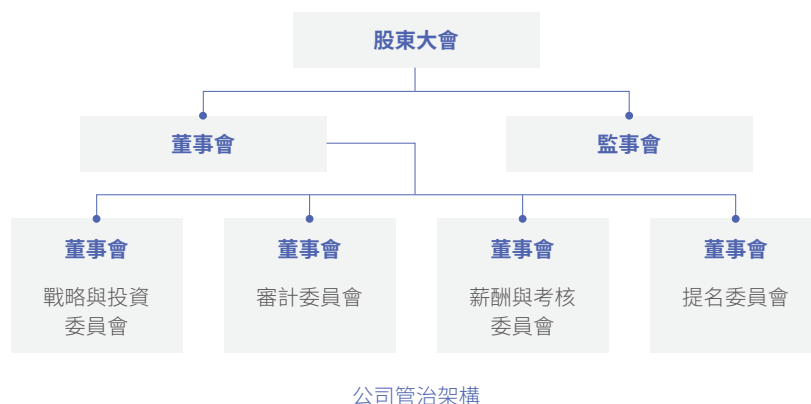 股東大會
董事會
監事會
董事會
戰略與投資
委員會
董事會
審計委員會
董事會
薪酬與考核
委員會
董事會
提名委員會
公司管治架構